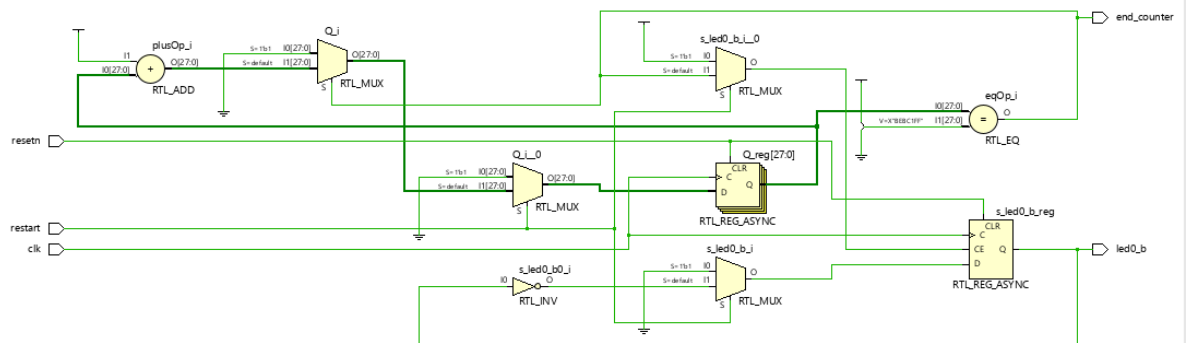 end_counter
Q_i
plusOp_i
s_led0_b_i__0
S=1'b1 I0[27:0]
I1 O[27:0] S=default I1[27:0] O[27:0]
S=1'b1 I0
I0[27:0] + S=default I1 O
RTL_ADD S RTL_MUX
S RTL_MUX
eqOp_i
I0[27:0] O
V=X"BEBC1FF" I1[27:0] =
RTL_EQ
resetn
Q_i__0
Q_reg[27:0]
S=1'b1 I0[27:0] O[27:0]
S=default I1[27:0]
CLR
C
D Q
S RTL_MUX
RTL_REG_ASYNC
s_led0_b_reg
restart
CLR
C
clk
CE Q
led0_b
D
RTL_REG_ASYNC
s_led0_b_i
s_led0_b0_i
S=1'b1 I0 O
I0 O
S=default I1
RTL_INV
S RTL_MUX